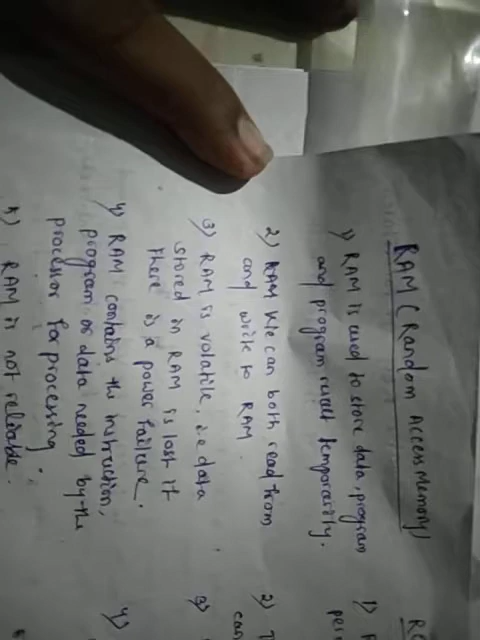 RAM (Random Access Memory)
1) RAM is used to store data, program
and program result temporarily.
2) RAM We can both read from
and write to RAM
3) RAM is volatile, i.e data
stored in RAM is lost if
there is a power failure.
4) RAM contains the instruction,
program or data needed by the
processor for processing
5) RAM is not reliable.
1)
per
2) T
can
3)
4)